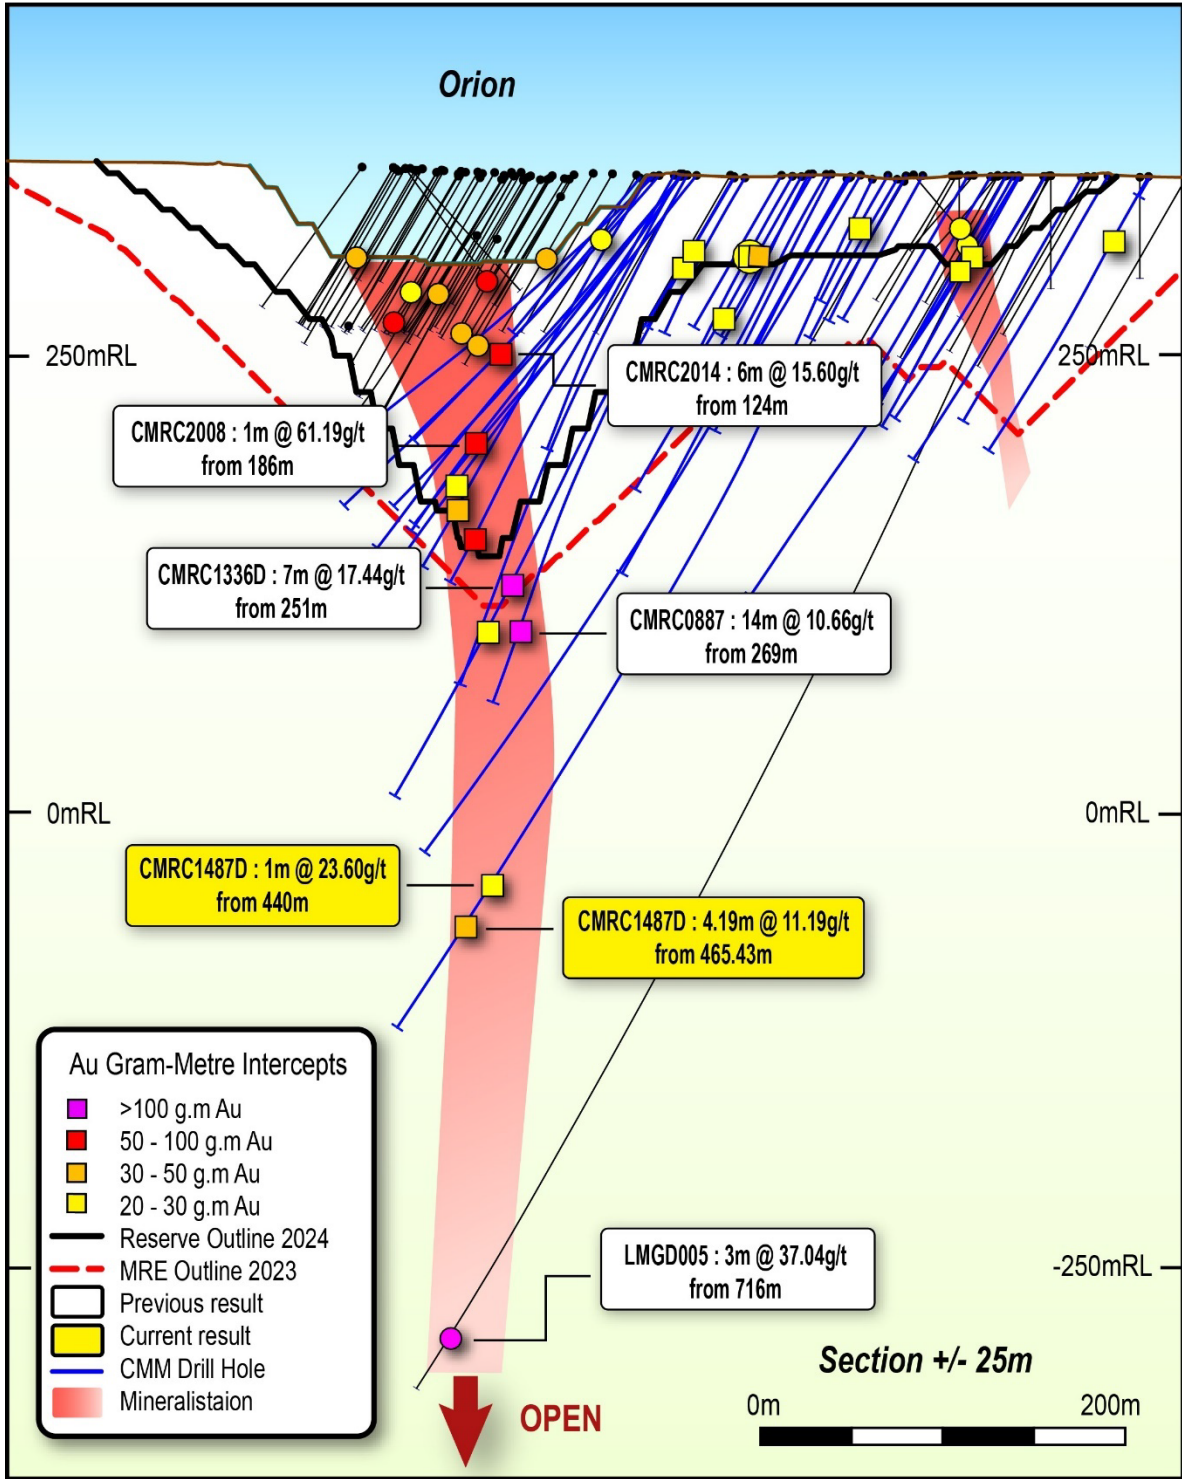 Orion
250mRL
250mRL
CMRC2014 : 6m @ 15.60g/t
from 124m
CMRC2008 : 1m @ 61.19g/t
from 186m
CMRC1336D : 7m @ 17.44g/t
from 251m
CMRC0887 : 14m @ 10.66g/t
from 269m
0mRL
0mRL
CMRC1487D : 1m @ 23.60g/t
from 440m
CMRC1487D : 4.19m @ 11.19g/t
from 465.43m
Au Gram-Metre Intercepts
>100 g.m Au
50 - 100 g.m Au
30 - 50 g.m Au
20 - 30 g.m Au
Reserve Outline 2024
MRE Outline 2023
Previous result
Current result
CMM Drill Hole
Mineralistaion
LMGD005 : 3m @ 37.04g/t
from 716m
-250mRL
Section +/- 25m
0m 200m
OPEN